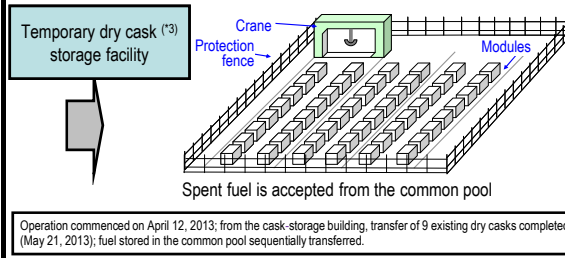 Temporary dry cask (*3)
storage facility
Crane
Protection
fence
Modules
Spent fuel is accepted from the common pool
Operation commenced on April 12, 2013; from the cask-storage building, transfer of 9 existing dry casks completed
(May 21, 2013); fuel stored in the common pool sequentially transferred.